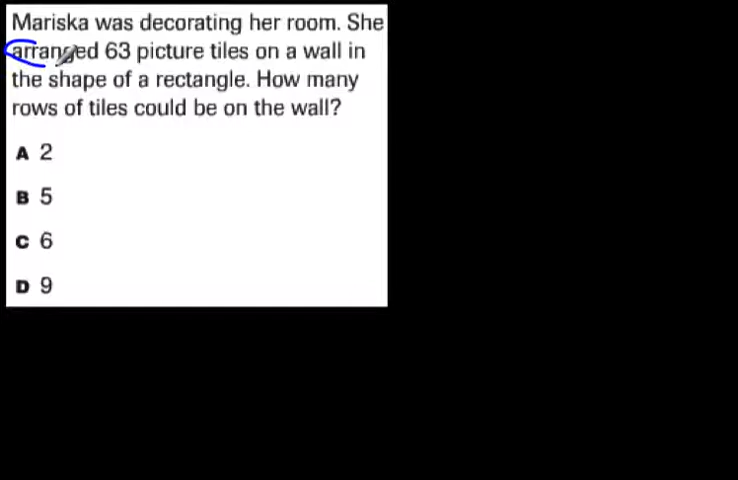 Mariska was decorating her room. She
arranged 63 picture tiles on a wall in
the shape of a rectangle. How many
rows of tiles could be on the wall?
A 2
B 5
C 6
D 9